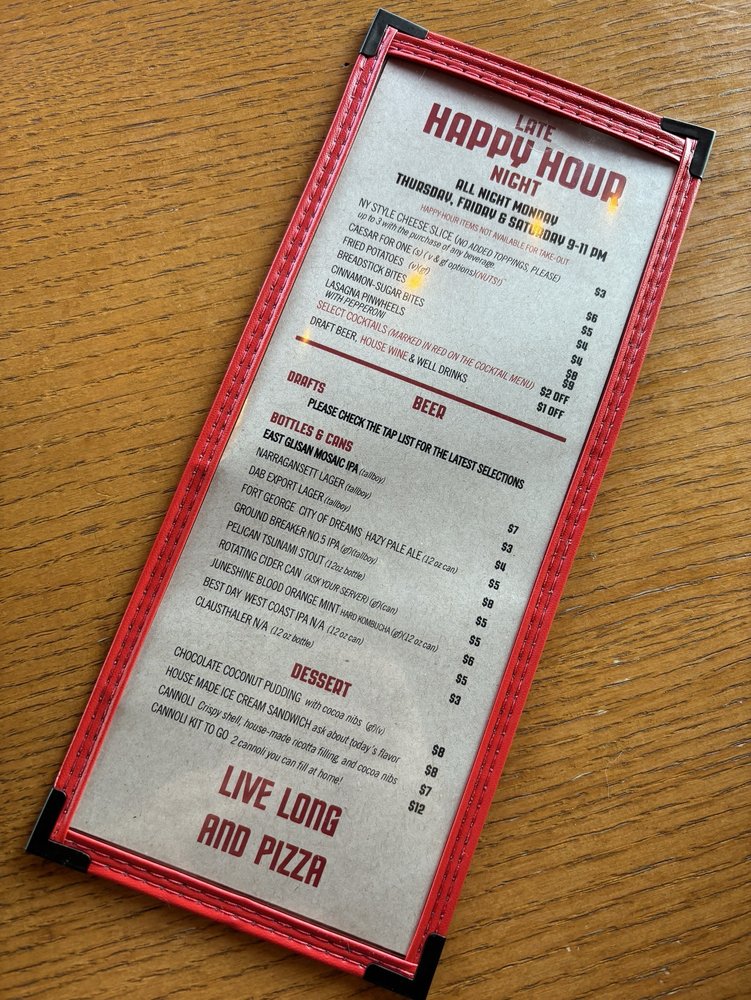 LATE
HAPPY HOUR
NIGHT
ALL NIGHT MONDAY
THURSDAY, FRIDAY & SATURDAY 9-11 PM
HAPPY HOUR ITEMS NOT AVAILABLE FOR TAKE-OUT
NY STYLE CHEESE SLICE (NO ADDED TOPPINGS, PLEASE) $3
up to 3 with the purchase of any beverage
CAESAR FOR ONE (s) (v & gf options)(NUTS!) $6
FRIED POTATOES (v)(gf) $5
BREADSTICK BITES $4
CINNAMON-SUGAR BITES $4
LASAGNA PINWHEELS $8
WITH PEPPERONI $9
SELECT COCKTAILS (MARKED IN RED ON THE COCKTAIL MENU) $2 OFF
DRAFT BEER, HOUSE WINE & WELL DRINKS $1 OFF
BEER
DRAFTS
PLEASE CHECK THE TAP LIST FOR THE LATEST SELECTIONS
BOTTLES & CANS
EAST GLISAN MOSAIC IPA (tallboy) $7
NARRAGANSETT LAGER (tallboy) $3
DAB EXPORT LAGER (tallboy) $4
FORT GEORGE CITY OF DREAMS HAZY PALE ALE (12 oz can) $5
GROUND BREAKER NO.5 IPA (gf)(tallboy) $8
PELICAN TSUNAMI STOUT (12oz bottle) $5
ROTATING CIDER CAN (ASK YOUR SERVER) (gf)(can) $5
JUNESHINE BLOOD ORANGE MINT HARD KOMBUCHA (gf)(12 oz can) $6
BEST DAY WEST COAST IPA N/A (12 oz can) $5
CLAUSTHALER N/A (12 oz bottle) $3
DESSERT
CHOCOLATE COCONUT PUDDING with cocoa nibs (gf)(v) $8
HOUSE MADE ICE CREAM SANDWICH ask about today's flavor $8
CANNOLI Crispy shell, house-made ricotta filling, and cocoa nibs $7
CANNOLI KIT TO GO 2 cannoli you can fill at home! $12
LIVE LONG
AND PIZZA